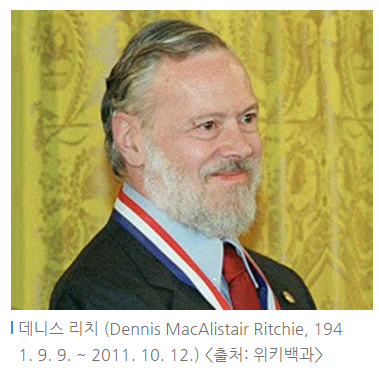 데니스 리치 (Dennis MacAlistair Ritchie, 194
1. 9. 9. ~ 2011. 10. 12.) <출처: 위키백과>